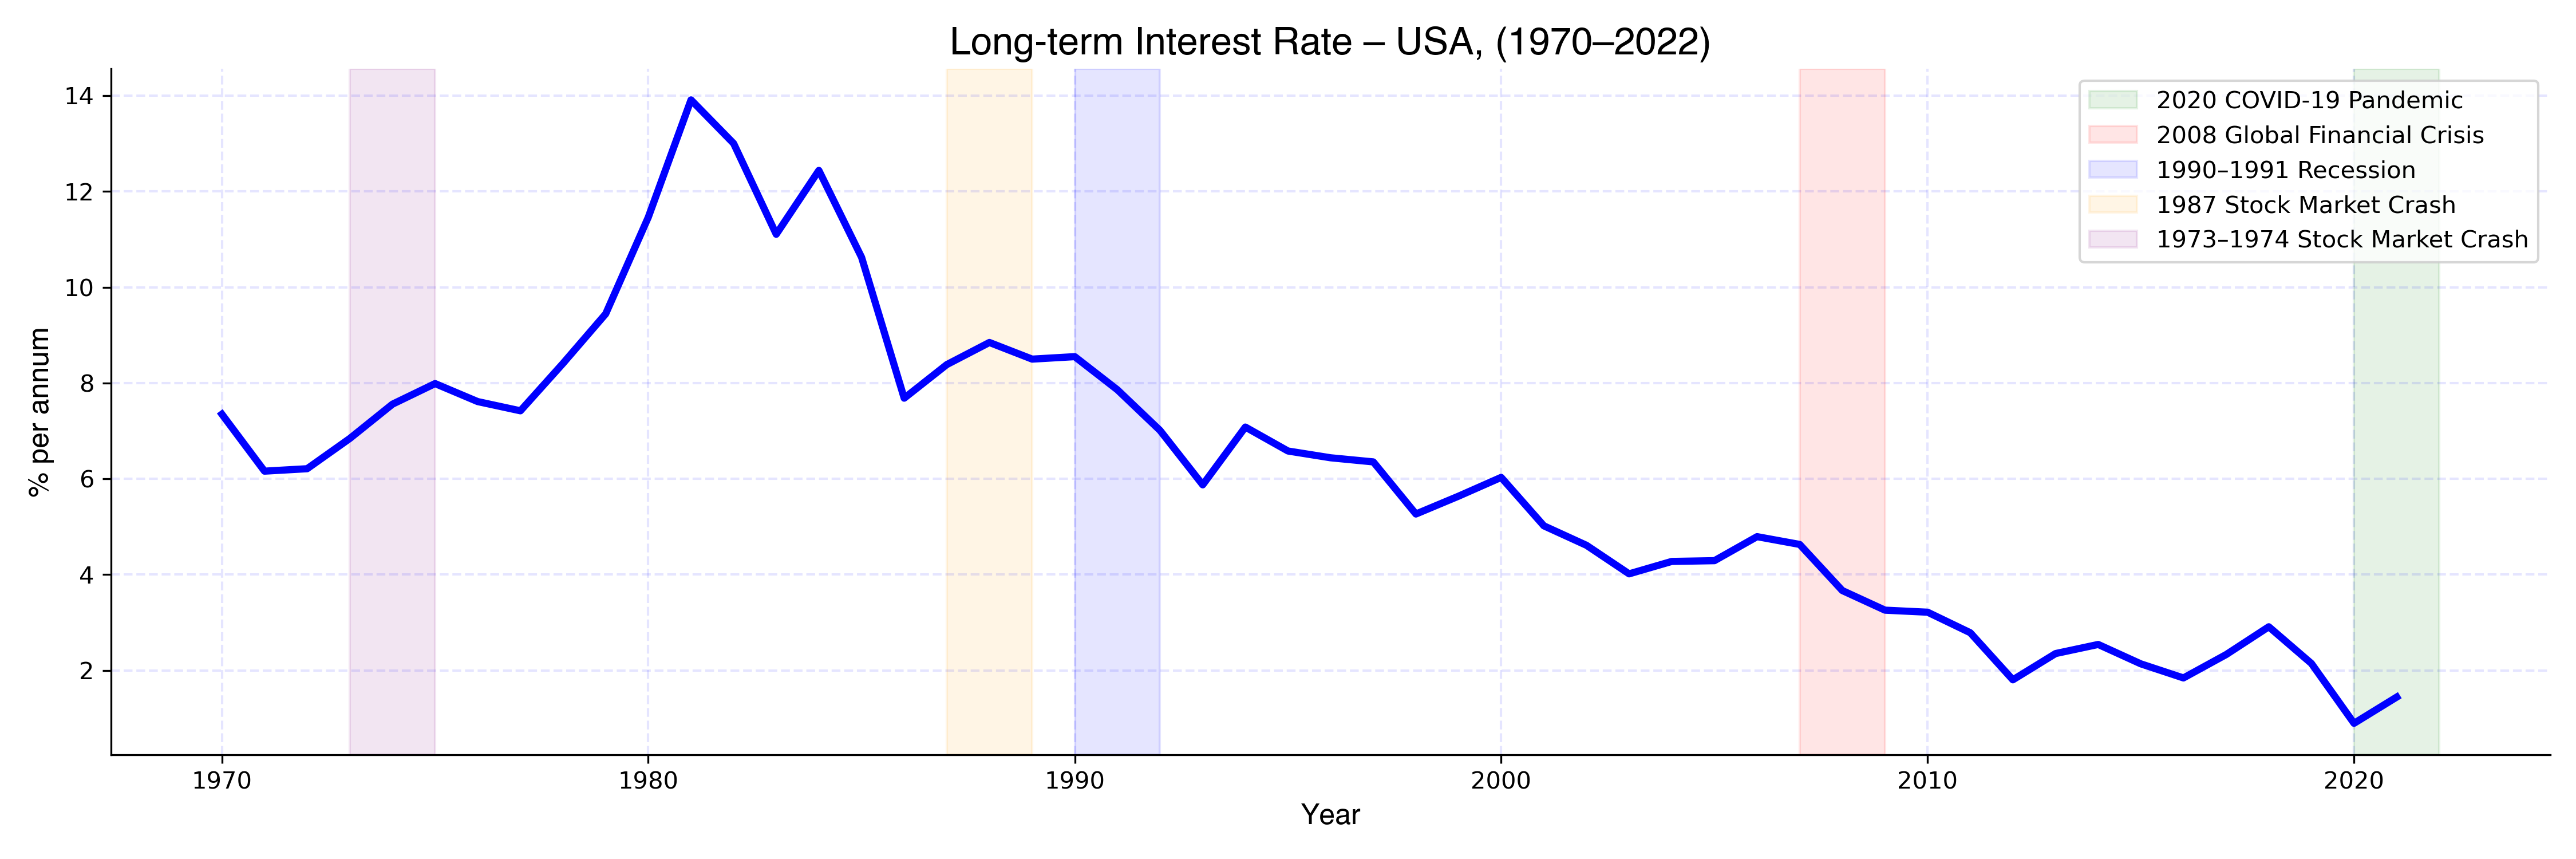 Long-term Interest Rate – USA, (1970–2022)
14
12
10
8
6
4
2
% per annum
2020 COVID-19 Pandemic
2008 Global Financial Crisis
1990–1991 Recession
1987 Stock Market Crash
1973–1974 Stock Market Crash
1970 1980 1990 2000 2010 2020
Year